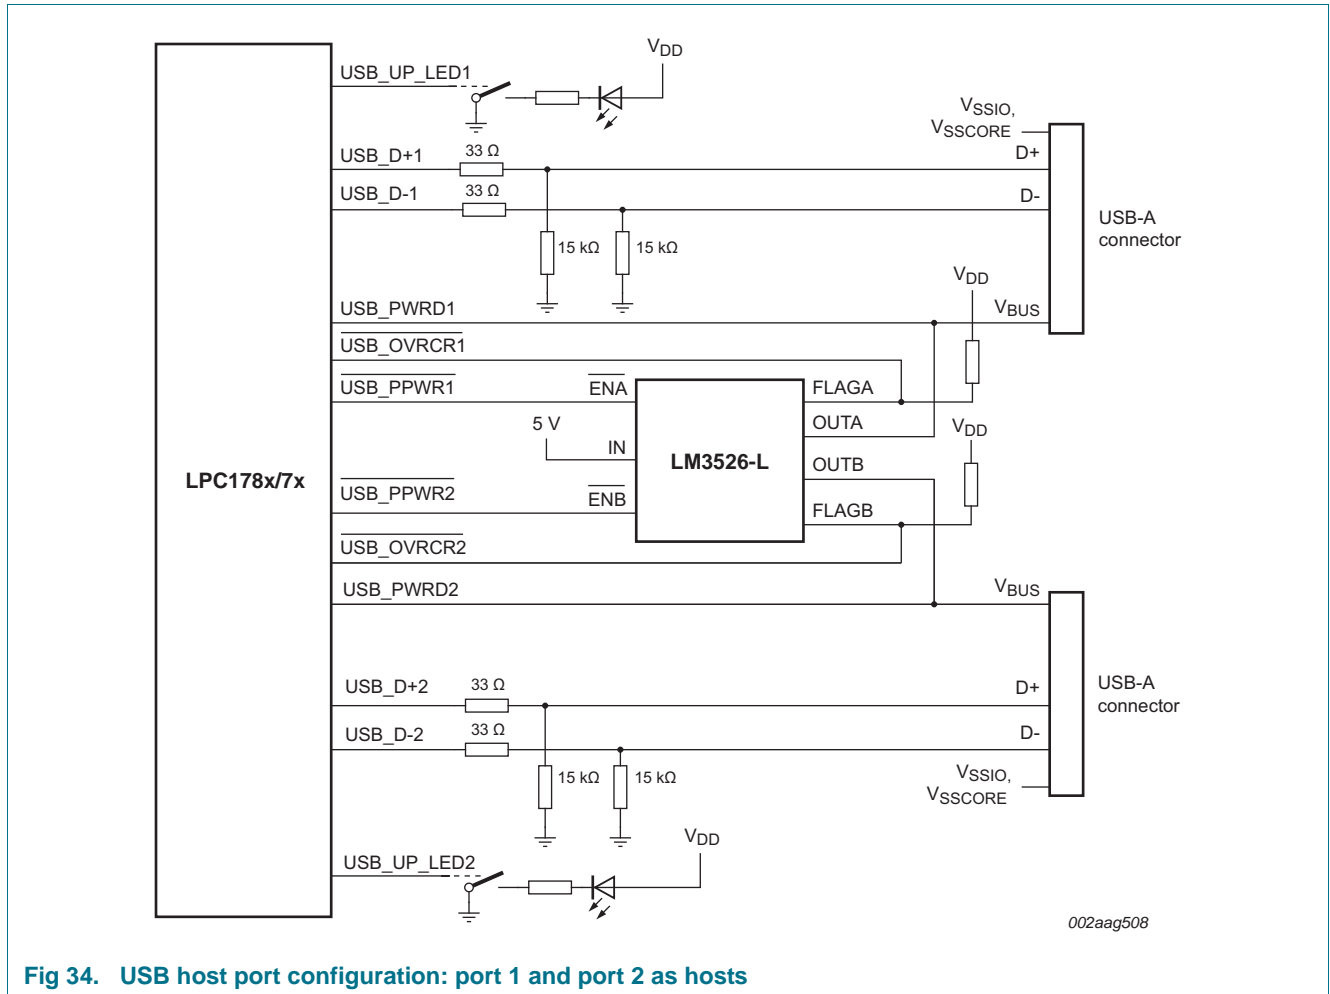 VDD
USB_UP_LED1
VSSIO,
VSSCORE
USB_D+1
33 Ω
D+
USB_D-1
33 Ω
D-
USB-A
connector
15 kΩ
15 kΩ
VDD
USB_PWRD1
VBUS
USB_OVRCR1
USB_PPWR1
ENA
FLAGA
5 V
OUTA
VDD
IN
LM3526-L
OUTB
LPC178x/7x
USB_PPWR2
ENB
FLAGB
USB_OVRCR2
USB_PWRD2
VBUS
USB_D+2
33 Ω
D+
USB-A
connector
USB_D-2
33 Ω
D-
15 kΩ
15 kΩ
VSSIO,
VSSCORE
VDD
USB_UP_LED2
002aag508
Fig 34. USB host port configuration: port 1 and port 2 as hosts